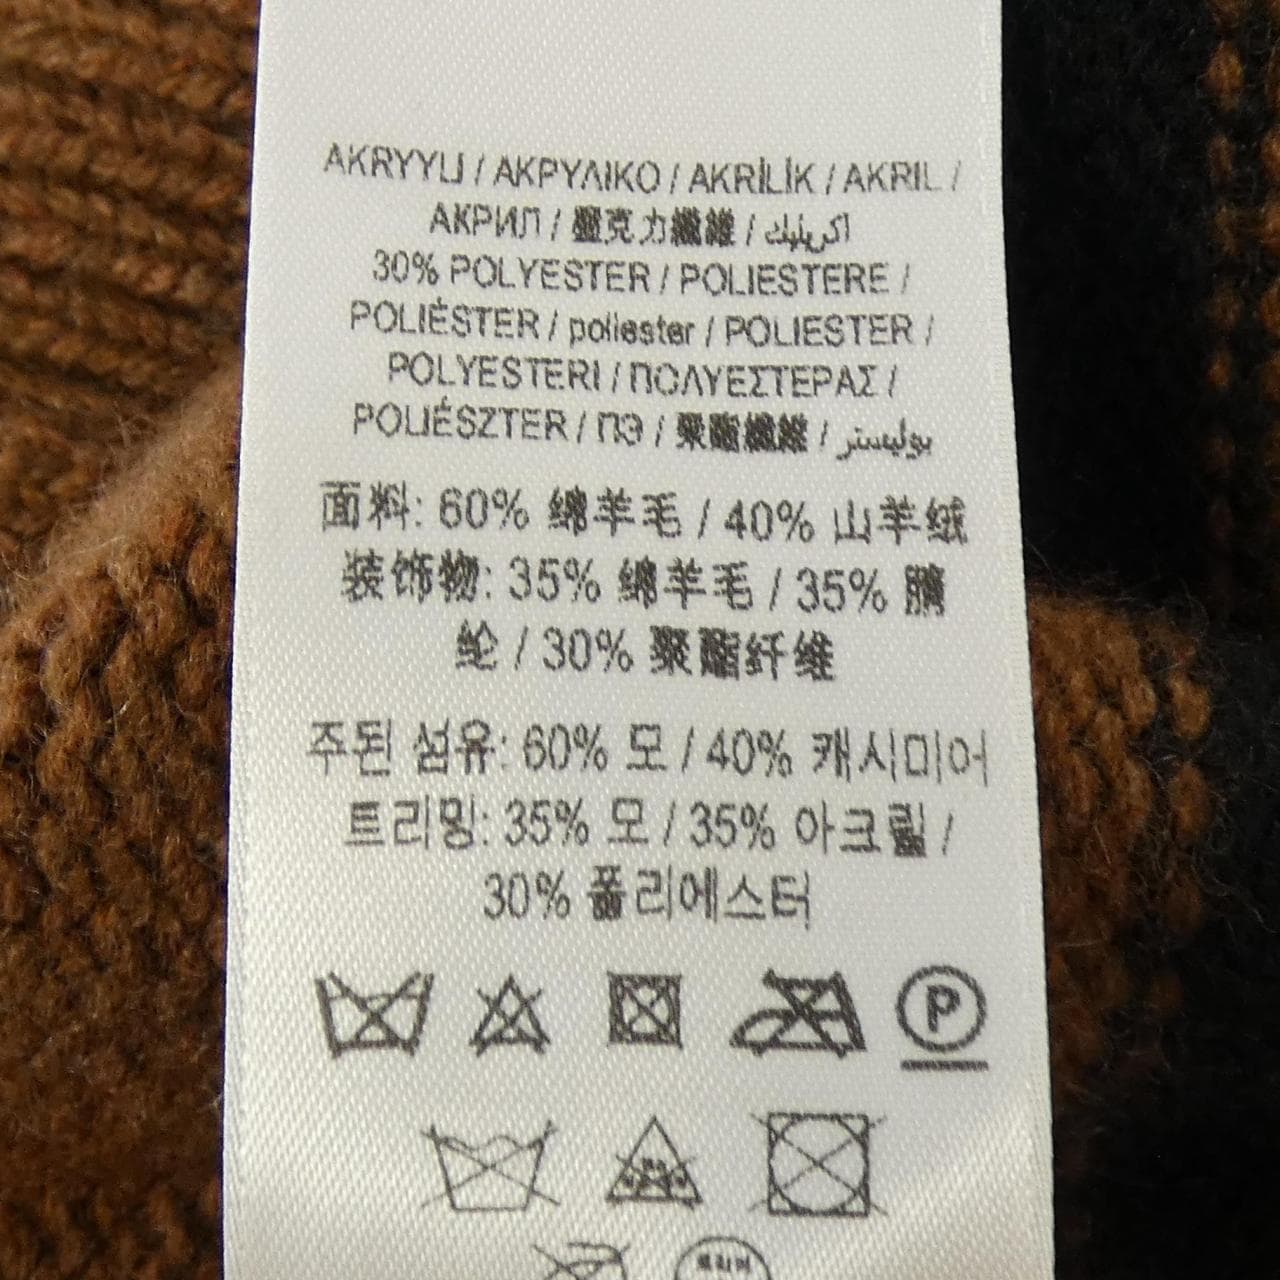 AKRYYLI / ΑΚΡΥΛΙΚΟ / AKRİLİK / AKRIL /
АКРИЛ / 壓克力纖維 / اكريليك
30% POLYESTER / POLIESTERE /
POLIÉSTER / poliester / POLIESTER /
POLYESTERI / ΠΟΛΥΕΣΤΕΡΑΣ /
POLIÉSZTER / ПЭ / 聚酯纖維 / بوليستر
面料: 60% 绵羊毛 / 40% 山羊绒
装饰物: 35% 绵羊毛 / 35% 腈
纶 / 30% 聚酯纤维
주된 섬유: 60% 모 / 40% 캐시미어
트리밍: 35% 모 / 35% 아크릴 /
30% 폴리에스터
P